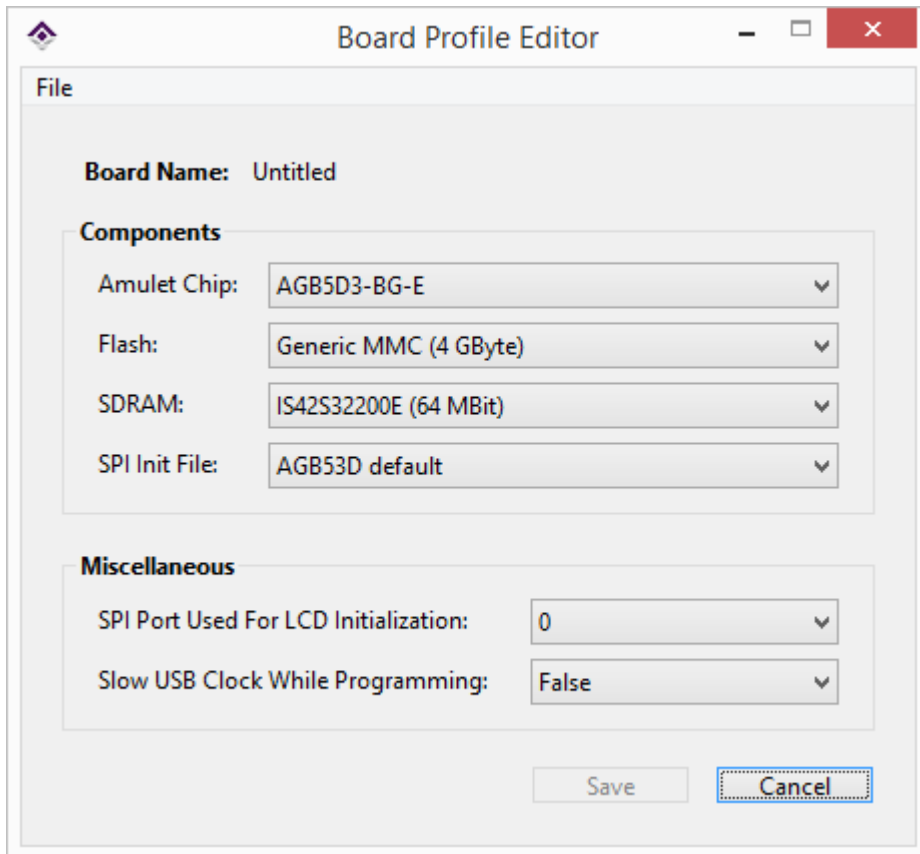 Board Profile Editor
File
Board Name: Untitled
Components
Amulet Chip: AGB5D3-BG-E
Flash: Generic MMC (4 GByte)
SDRAM: IS42S32200E (64 MBit)
SPI Init File: AGB53D default
Miscellaneous
SPI Port Used For LCD Initialization: 0
Slow USB Clock While Programming: False
Save Cancel